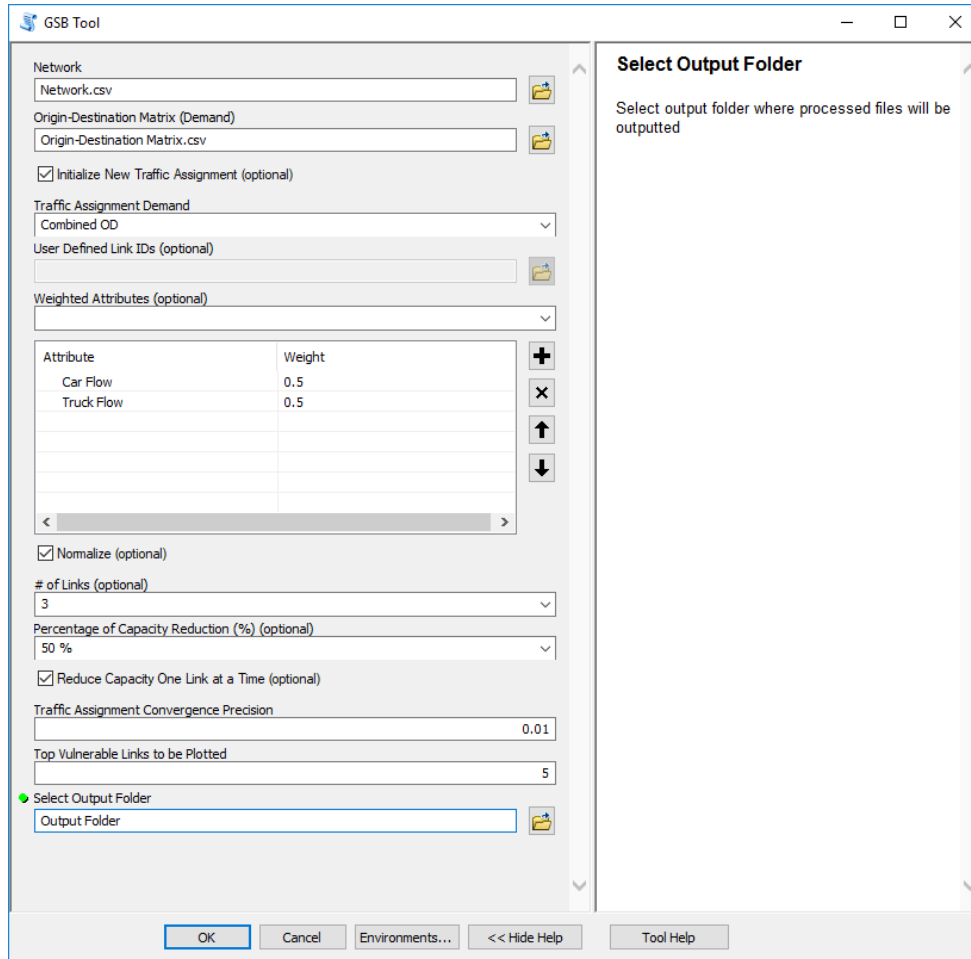 GSB Tool
Network
Network.csv
Origin-Destination Matrix (Demand)
Origin-Destination Matrix.csv
Initialize New Traffic Assignment (optional)
Traffic Assignment Demand
Combined OD
User Defined Link IDs (optional)
Weighted Attributes (optional)
Attribute Weight
Car Flow 0.5
Truck Flow 0.5
Normalize (optional)
# of Links (optional)
3
Percentage of Capacity Reduction (%) (optional)
50 %
Reduce Capacity One Link at a Time (optional)
Traffic Assignment Convergence Precision
0.01
Top Vulnerable Links to be Plotted
5
Select Output Folder
Output Folder
Select Output Folder
Select output folder where processed files will be
outputted
OK Cancel Environments... << Hide Help Tool Help